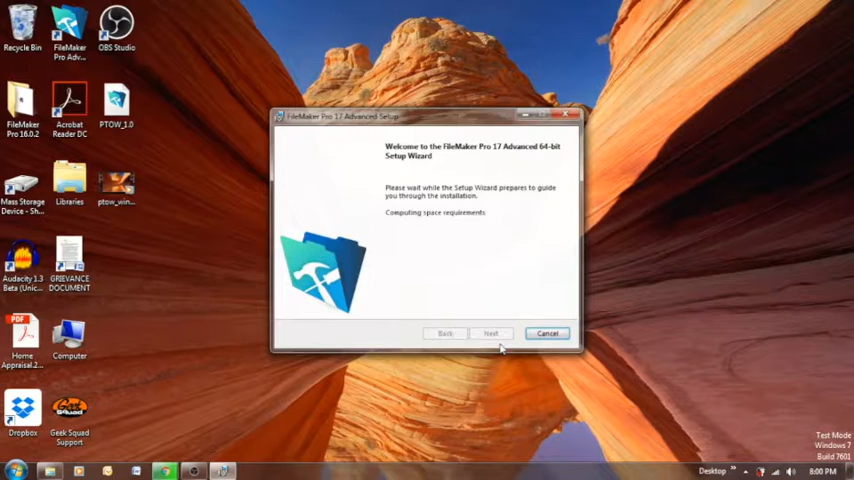 Recycle Bin
FileMaker
Pro Adv...
OBS Studio
FileMaker
Pro 16.0.2
Acrobat
Reader DC
PTOW_1.0
Mass Storage
Device - Sh...
Libraries
ptow_win...
Audacity 1.3
Beta (Unic...
GRIEVANCE
DOCUMENT
PDF
Home
Appraisal.2...
Computer
Dropbox
Geek
Squad
Geek Squad
Support
FileMaker Pro 17 Advanced Setup
Welcome to the FileMaker Pro 17 Advanced 64-bit
Setup Wizard
Please wait while the Setup Wizard prepares to guide
you through the installation.
Computing space requirements
Back
Next
Cancel
Test Mode
Windows 7
Build 7601
Desktop
8:00 PM